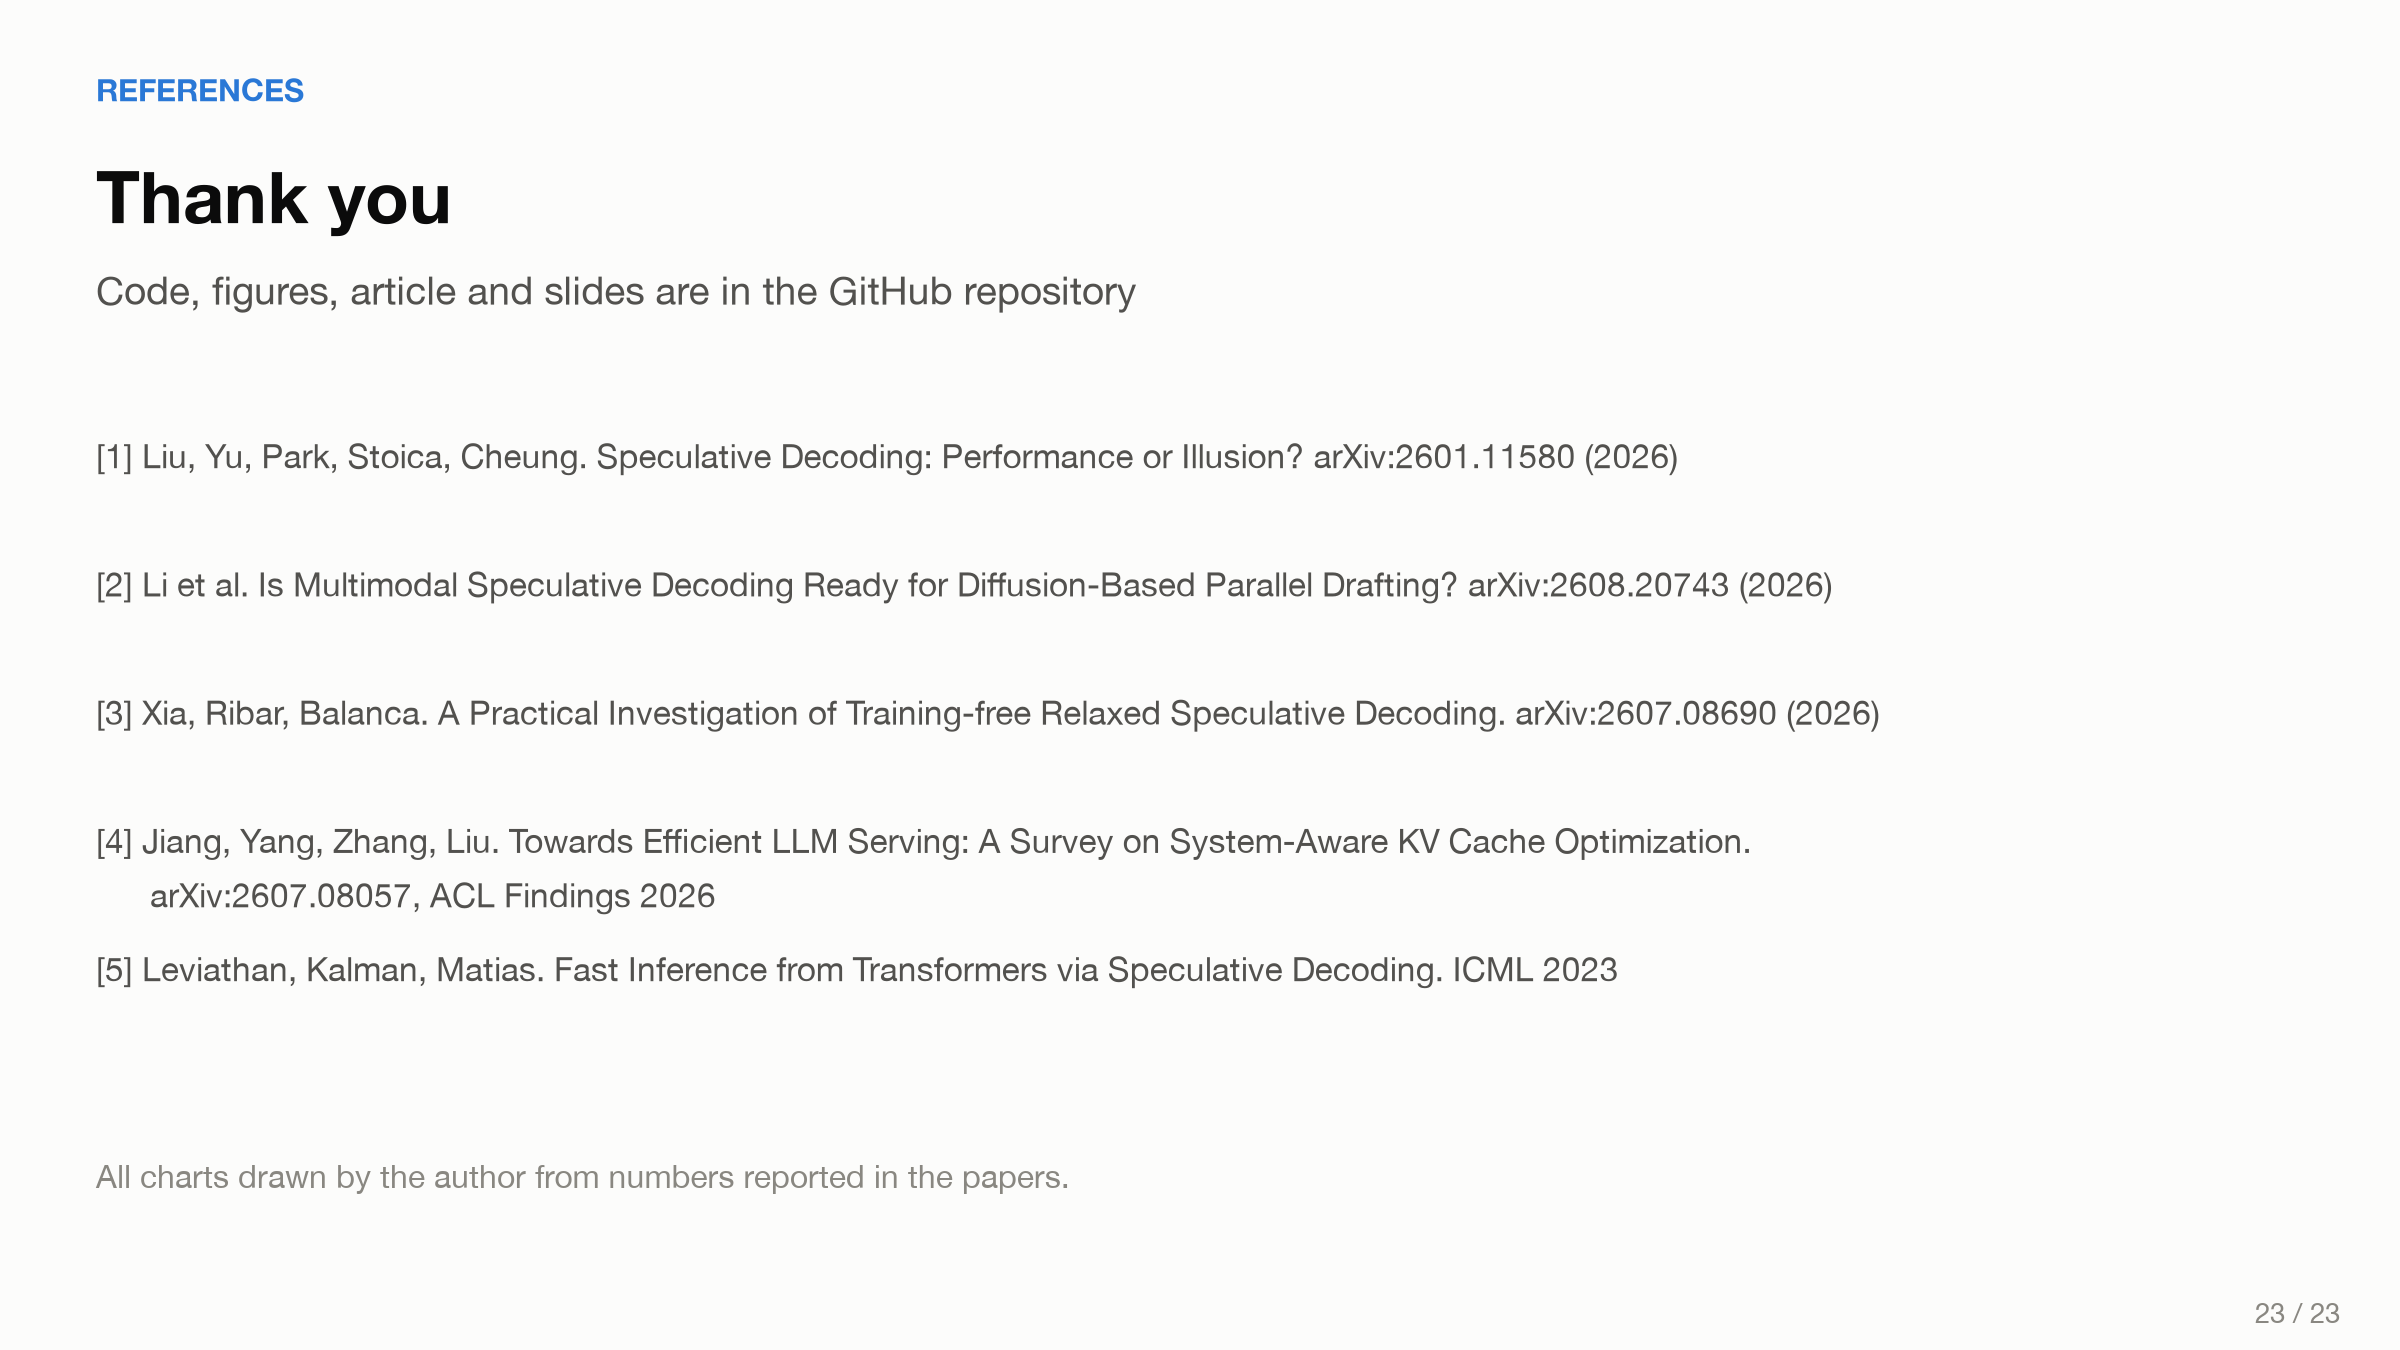 REFERENCES
Thank you
Code, figures, article and slides are in the GitHub repository
[1] Liu, Yu, Park, Stoica, Cheung. Speculative Decoding: Performance or Illusion? arXiv:2601.11580 (2026)
[2] Li et al. Is Multimodal Speculative Decoding Ready for Diffusion-Based Parallel Drafting? arXiv:2608.20743 (2026)
[3] Xia, Ribar, Balanca. A Practical Investigation of Training-free Relaxed Speculative Decoding. arXiv:2607.08690 (2026)
[4] Jiang, Yang, Zhang, Liu. Towards Efficient LLM Serving: A Survey on System-Aware KV Cache Optimization.
arXiv:2607.08057, ACL Findings 2026
[5] Leviathan, Kalman, Matias. Fast Inference from Transformers via Speculative Decoding. ICML 2023
All charts drawn by the author from numbers reported in the papers.
23 / 23